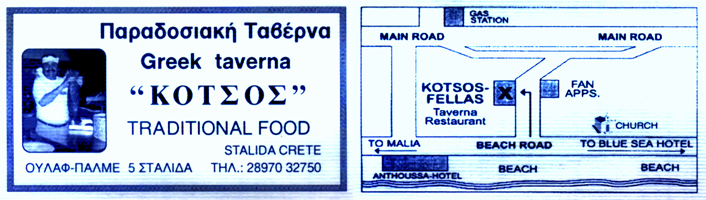 Παραδοσιακή Ταβέρνα
Greek taverna
“ΚΟΤΣΟΣ”
TRADITIONAL FOOD
STALIDA CRETE
ΟΥΛΑΦ-ΠΑΛΜΕ 5 ΣΤΑΛΙΔΑ ΤΗΛ.: 28970 32750
GAS
STATION
MAIN ROAD MAIN ROAD
KOTSOS-
FELLAS
Taverna
Restaurant
X
FAN
APPS.
CHURCH
TO MALIA BEACH ROAD TO BLUE SEA HOTEL
ANTHOUSSA-HOTEL BEACH BEACH